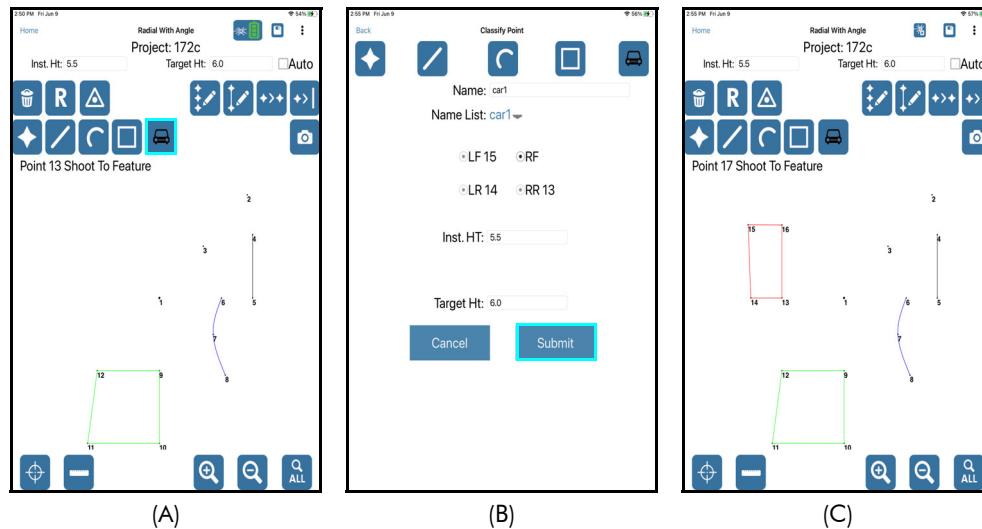 2:50 PM Fri Jun 9 54%
Home Radial With Angle
Project: 172c
Inst. Ht: 5.5 Target Ht: 6.0 Auto
R
Point 13 Shoot To Feature
2
4
3
1 6 5
7
8
12 9
11 10
ALL
(A)
2:55 PM Fri Jun 9 56%
Back Classify Point
Name: car1
Name List: car1
LF 15 RF
LR 14 RR 13
Inst. HT: 5.5
Target Ht: 6.0
Cancel Submit
(B)
2:55 PM Fri Jun 9 57%
Home Radial With Angle
Project: 172c
Inst. Ht: 5.5 Target Ht: 6.0 Auto
R
Point 17 Shoot To Feature
2
15 16 4
3
14 13 1 6 5
7
8
12 9
11 10
ALL
(C)